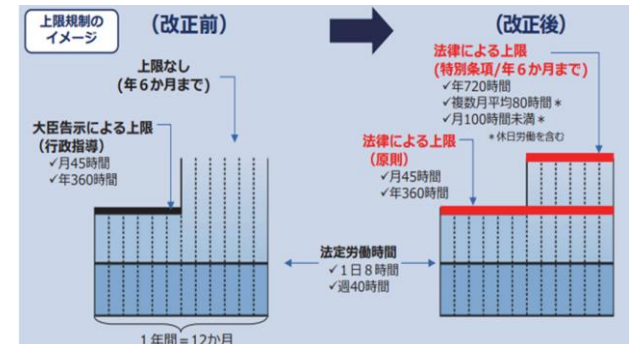 上限規制の
イメージ
(改正前)
(改正後)
上限なし
(年6か月まで)
大臣告示による上限
(行政指導)
✓月45時間
✓年360時間
法律による上限
(特別条項/年6か月まで)
✓年720時間
✓複数月平均80時間＊
✓月100時間未満＊
＊休日労働を含む
法律による上限
(原則)
✓月45時間
✓年360時間
法定労働時間
✓1日8時間
✓週40時間
1年間＝12か月